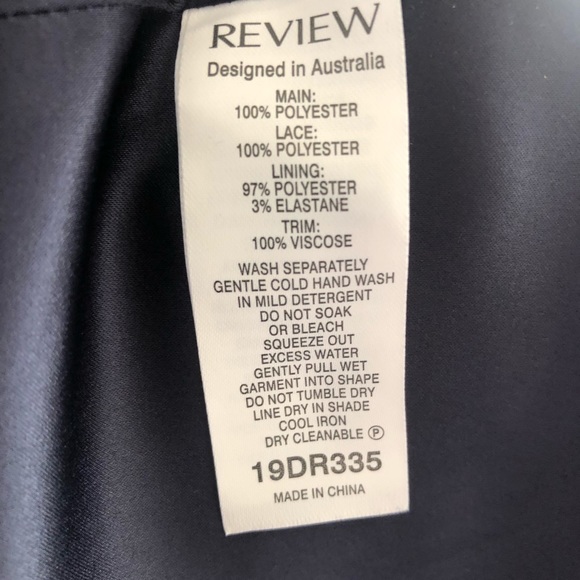 REVIEW
Designed in Australia
MAIN:
100% POLYESTER
LACE:
100% POLYESTER
LINING:
97% POLYESTER
3% ELASTANE
TRIM:
100% VISCOSE
WASH SEPARATELY
GENTLE COLD HAND WASH
IN MILD DETERGENT
DO NOT SOAK
OR BLEACH
SQUEEZE OUT
EXCESS WATER
GENTLY PULL WET
GARMENT INTO SHAPE
DO NOT TUMBLE DRY
LINE DRY IN SHADE
COOL IRON
DRY CLEANABLE Ⓟ
19DR335
MADE IN CHINA